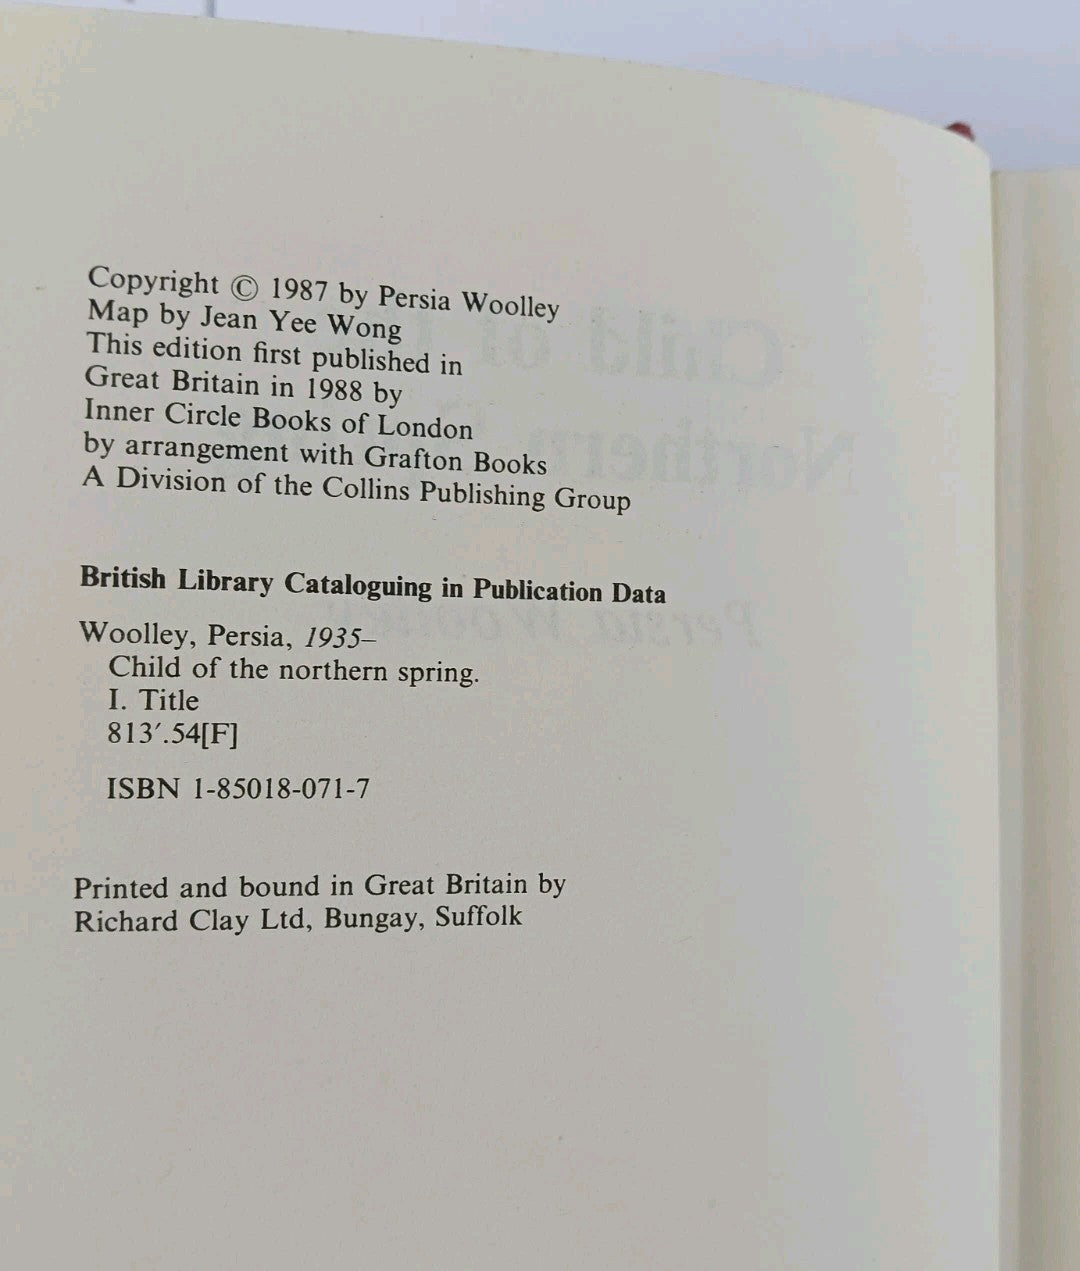 Copyright © 1987 by Persia Woolley
Map by Jean Yee Wong
This edition first published in
Great Britain in 1988 by
Inner Circle Books of London
by arrangement with Grafton Books
A Division of the Collins Publishing Group
British Library Cataloguing in Publication Data
Woolley, Persia, 1935–
Child of the northern spring.
I. Title
813′.54[F]
ISBN 1-85018-071-7
Printed and bound in Great Britain by
Richard Clay Ltd, Bungay, Suffolk